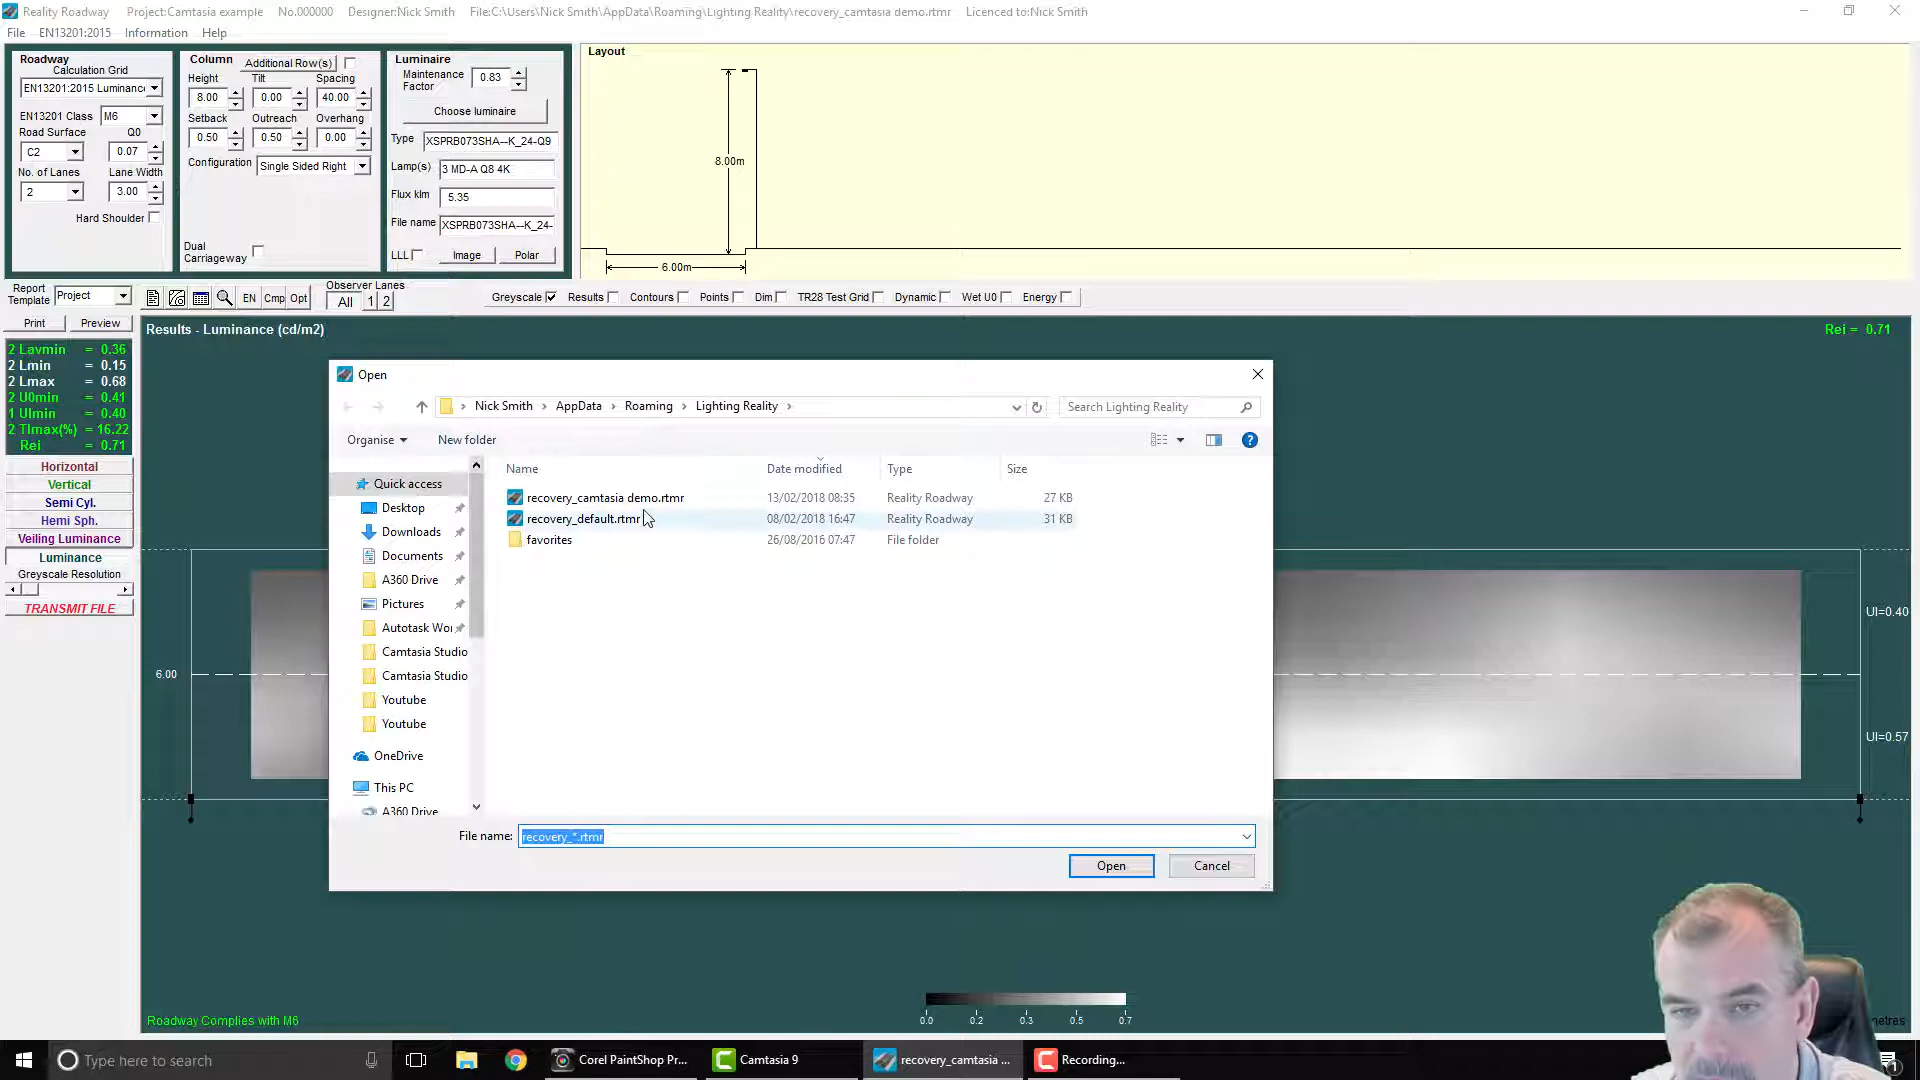 Reality Roadway Project:Camtasia example No.000000 Designer:Nick Smith File:C:\Users\Nick Smith\AppData\Roaming\Lighting Reality\recovery_camtasia demo.rtmr Licenced to:Nick Smith
File EN13201:2015 Information Help
Roadway
Calculation Grid
EN13201:2015 Luminanc
EN13201 Class M6
Road Surface Q0
C2 0.07
No. of Lanes Lane Width
2 3.00
Hard Shoulder
Column Additional Row(s)
Height Tilt Spacing
8.00 0.00 40.00
Setback Outreach Overhang
0.50 0.50 0.00
Configuration Single Sided Right
Dual
Carriageway
Luminaire
Maintenance
Factor 0.83
Choose luminaire
Type XSPRB073SHA--K_24-Q9
Lamp(s) 3 MD-A Q8 4K
Flux klm 5.35
File name XSPRB073SHA--K_24-
LLL Image Polar
Layout
8.00m
6.00m
Report
Template Project
EN Cmp Opt
Observer Lanes
All 1 2
Greyscale Results Contours Points Dim TR28 Test Grid Dynamic Wet U0 Energy
Print Preview
2 Lavmin = 0.36
2 Lmin = 0.15
2 Lmax = 0.68
2 U0min = 0.41
1 UImin = 0.40
2 TImax(%) = 16.22
Rei = 0.71
Horizontal
Vertical
Semi Cyl.
Hemi Sph.
Veiling Luminance
Luminance
Greyscale Resolution
TRANSMIT FILE
Results - Luminance (cd/m2)
Rei = 0.71
Open
Nick Smith AppData Roaming Lighting Reality
Search Lighting Reality
Organise New folder
Name Date modified Type Size
recovery_camtasia demo.rtmr 13/02/2018 08:35 Reality Roadway 27 KB
recovery_default.rtmr 08/02/2018 16:47 Reality Roadway 31 KB
favorites 26/08/2016 07:47 File folder
Quick access
Desktop
Downloads
Documents
A360 Drive
Pictures
Autotask Wo
Camtasia Studio
Camtasia Studio
Youtube
Youtube
OneDrive
This PC
A360 Drive
File name: recovery_*.rtmr
Open Cancel
6.00
UI=0.40
UI=0.57
0.0 0.2 0.3 0.5 0.7
Roadway Complies with M6
metres
Type here to search
Corel PaintShop Pr...
Camtasia 9
recovery_camtasia ...
Recording...
1